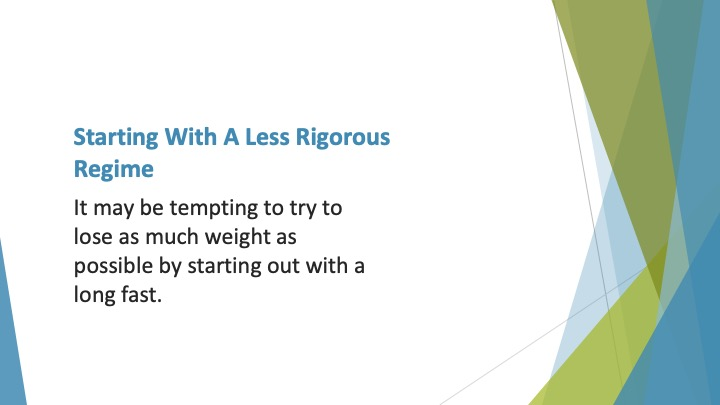 Starting With A Less Rigorous
Regime
It may be tempting to try to
lose as much weight as
possible by starting out with a
long fast.